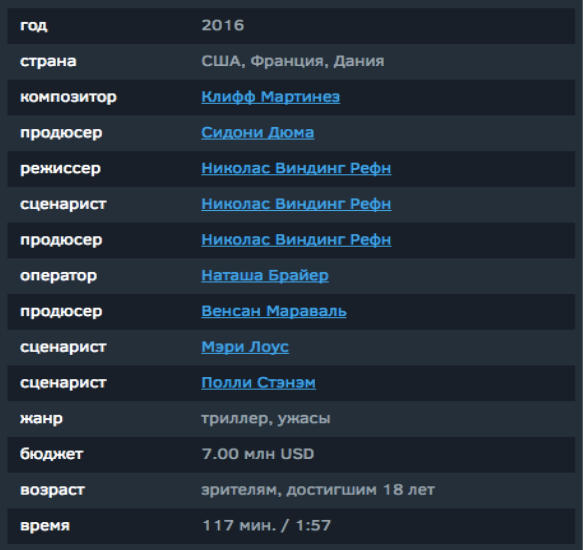 год 2016
страна США, Франция, Дания
композитор Клифф Мартинез
продюсер Сидони Дюма
режиссер Николас Виндинг Рефн
сценарист Николас Виндинг Рефн
продюсер Николас Виндинг Рефн
оператор Наташа Брайер
продюсер Венсан Мараваль
сценарист Мэри Лоус
сценарист Полли Стэнэм
жанр триллер, ужасы
бюджет 7.00 млн USD
возраст зрителям, достигшим 18 лет
время 117 мин. / 1:57